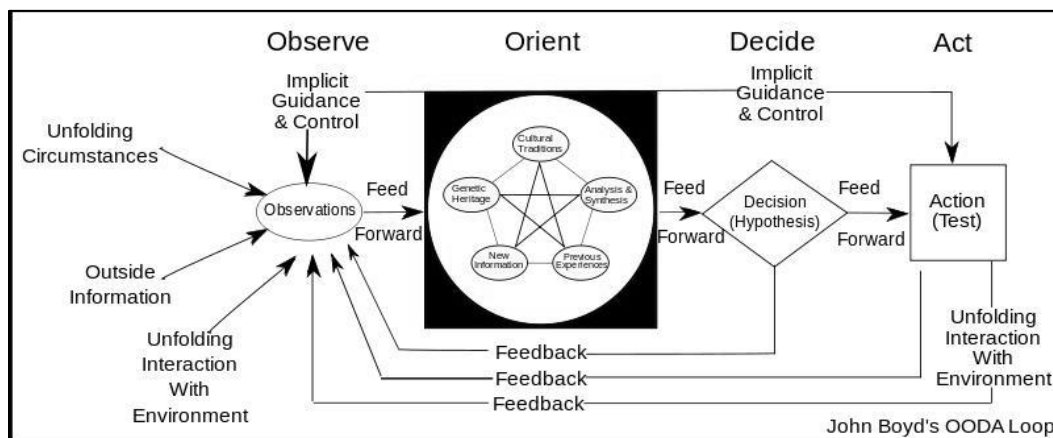 Observe
Orient
Decide
Act
Implicit
Guidance
& Control
Implicit
Guidance
& Control
Unfolding
Circumstances
Observations
Feed
Forward
Cultural
Traditions
Genetic
Heritage
Analysis &
Synthesis
New
Information
Previous
Experiences
Feed
Forward
Decision
(Hypothesis)
Feed
Forward
Action
(Test)
Outside
Information
Unfolding
Interaction
With
Environment
Feedback
Feedback
Feedback
Unfolding
Interaction
With
Environment
John Boyd's OODA Loop